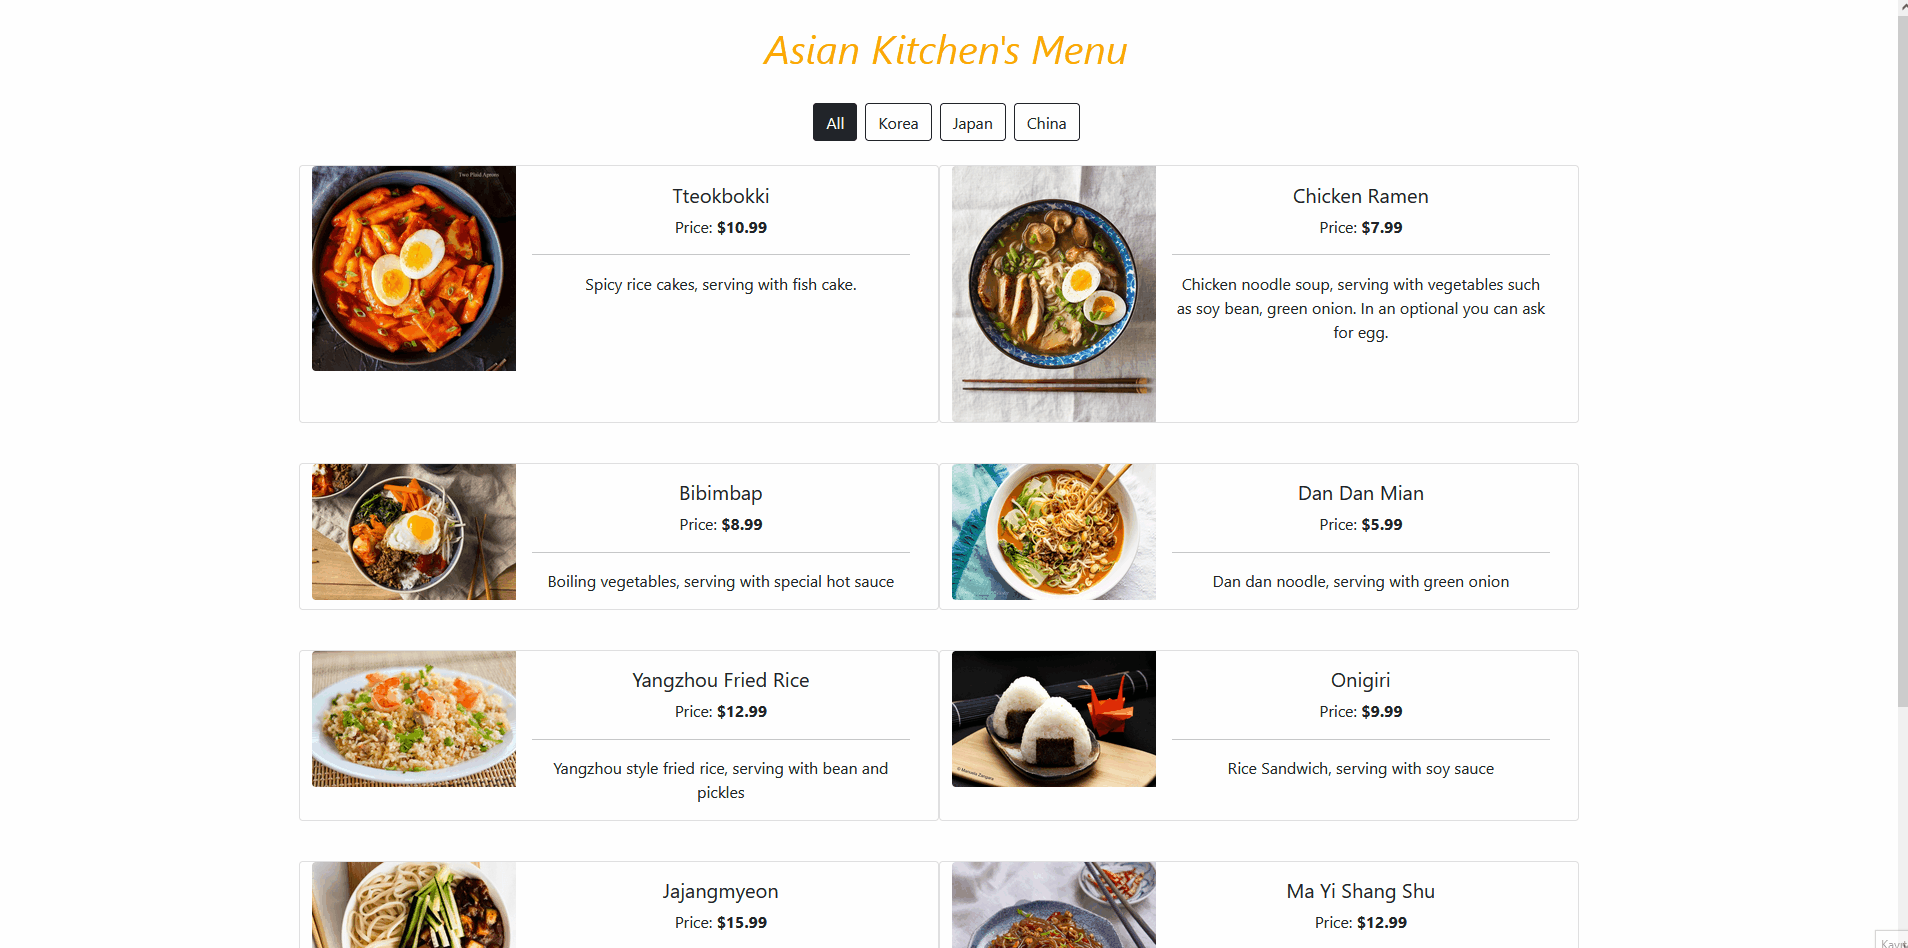 Asian Kitchen's Menu
All Korea Japan China
Two Plaid Aprons
Tteokbokki
Price: $10.99
Spicy rice cakes, serving with fish cake.
Chicken Ramen
Price: $7.99
Chicken noodle soup, serving with vegetables such
as soy bean, green onion. In an optional you can ask
for egg.
Bibimbap
Price: $8.99
Boiling vegetables, serving with special hot sauce
Dan Dan Mian
Price: $5.99
Dan dan noodle, serving with green onion
Yangzhou Fried Rice
Price: $12.99
Yangzhou style fried rice, serving with bean and
pickles
Onigiri
Price: $9.99
Rice Sandwich, serving with soy sauce
Jajangmyeon
Price: $15.99
Ma Yi Shang Shu
Price: $12.99